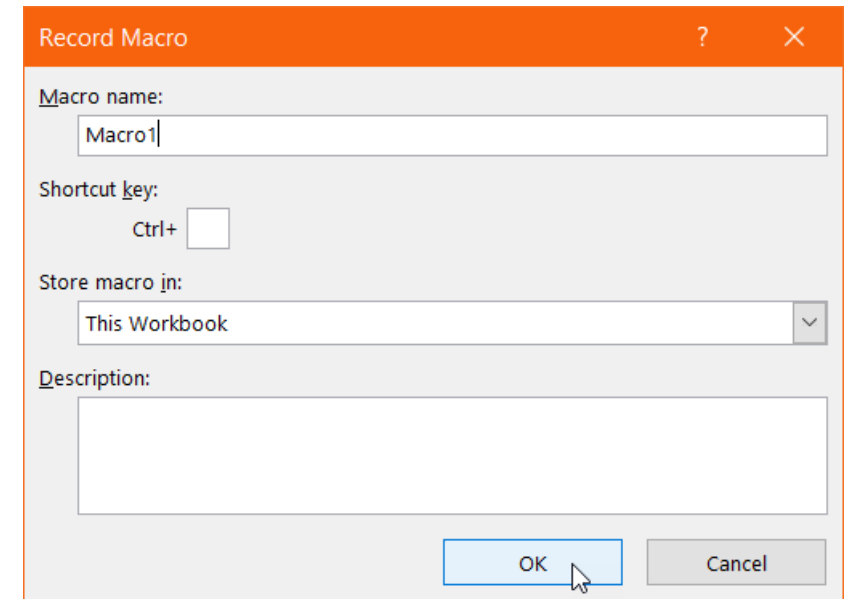 Record Macro ?
Macro name:
Macro1
Shortcut key:
Ctrl+
Store macro in:
This Workbook
Description:
OK Cancel